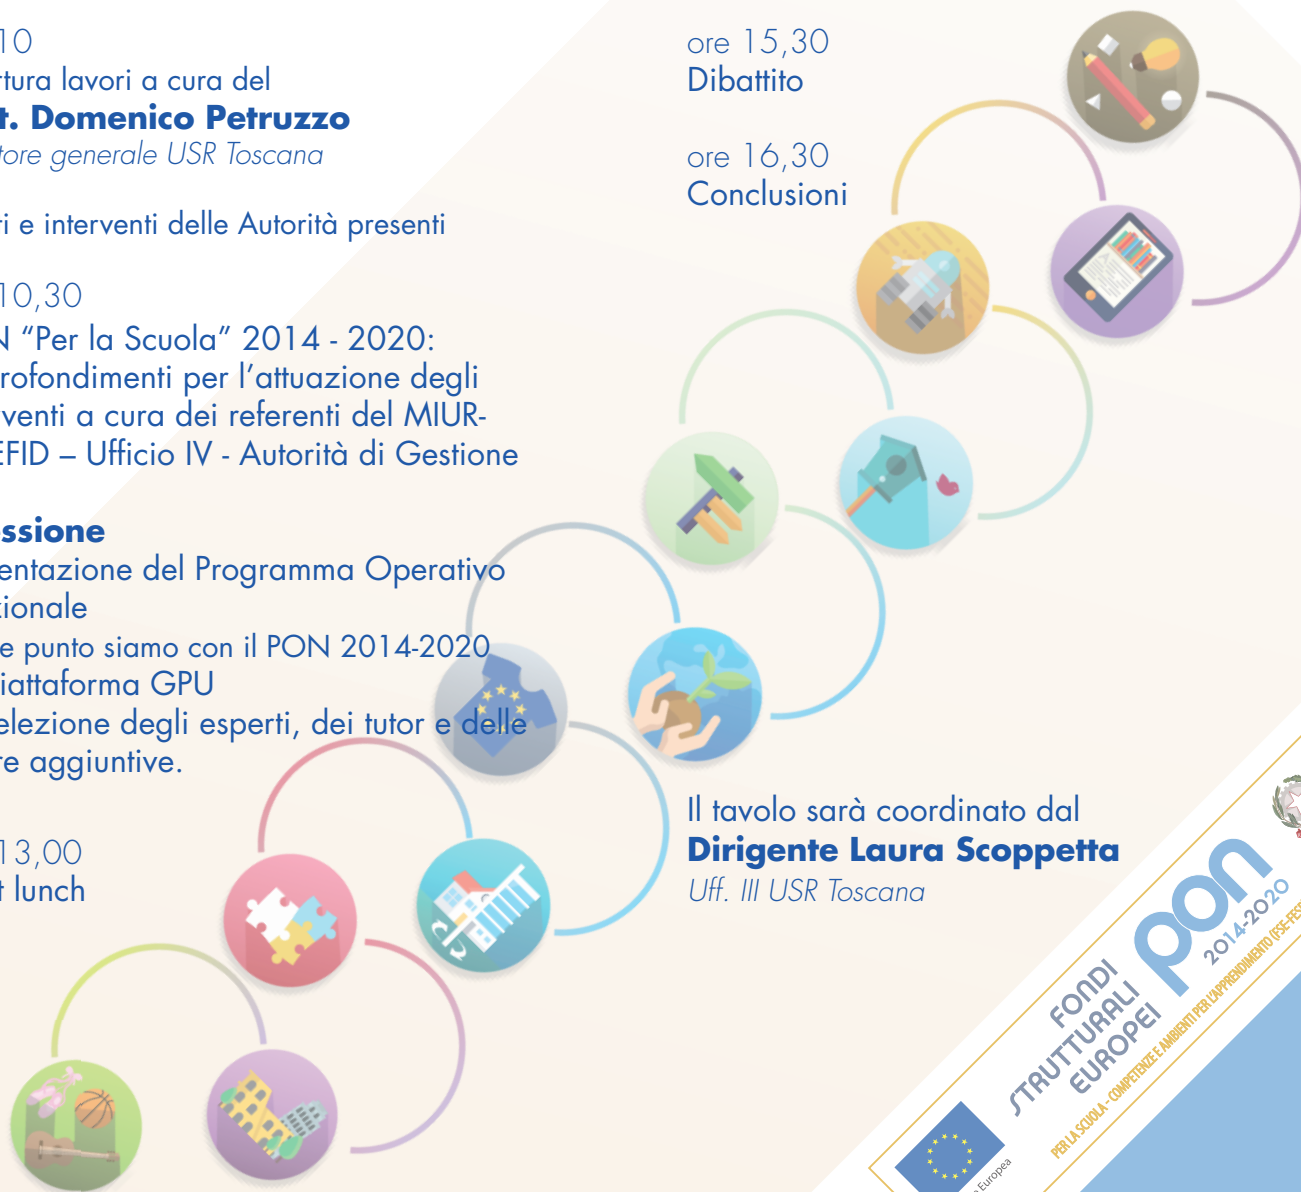 10
tura lavori a cura del
t. Domenico Petruzzo
tore generale USR Toscana
ti e interventi delle Autorità presenti
10,30
N “Per la Scuola” 2014 - 2020:
rofondimenti per l’attuazione degli
venti a cura dei referenti del MIUR-
EFID – Ufficio IV - Autorità di Gestione
ssione
entazione del Programma Operativo
zionale
e punto siamo con il PON 2014-2020
iattaforma GPU
elezione degli esperti, dei tutor e delle
re aggiuntive.
13,00
t lunch
ore 15,30
Dibattito
ore 16,30
Conclusioni
Il tavolo sarà coordinato dal
Dirigente Laura Scoppetta
Uff. III USR Toscana
FONDI
STRUTTURALI
EUROPEI
pon
2014-2020
PER LA SCUOLA - COMPETENZE E AMBIENTI PER L'APPRENDIMENTO (FSE-FES
Europea